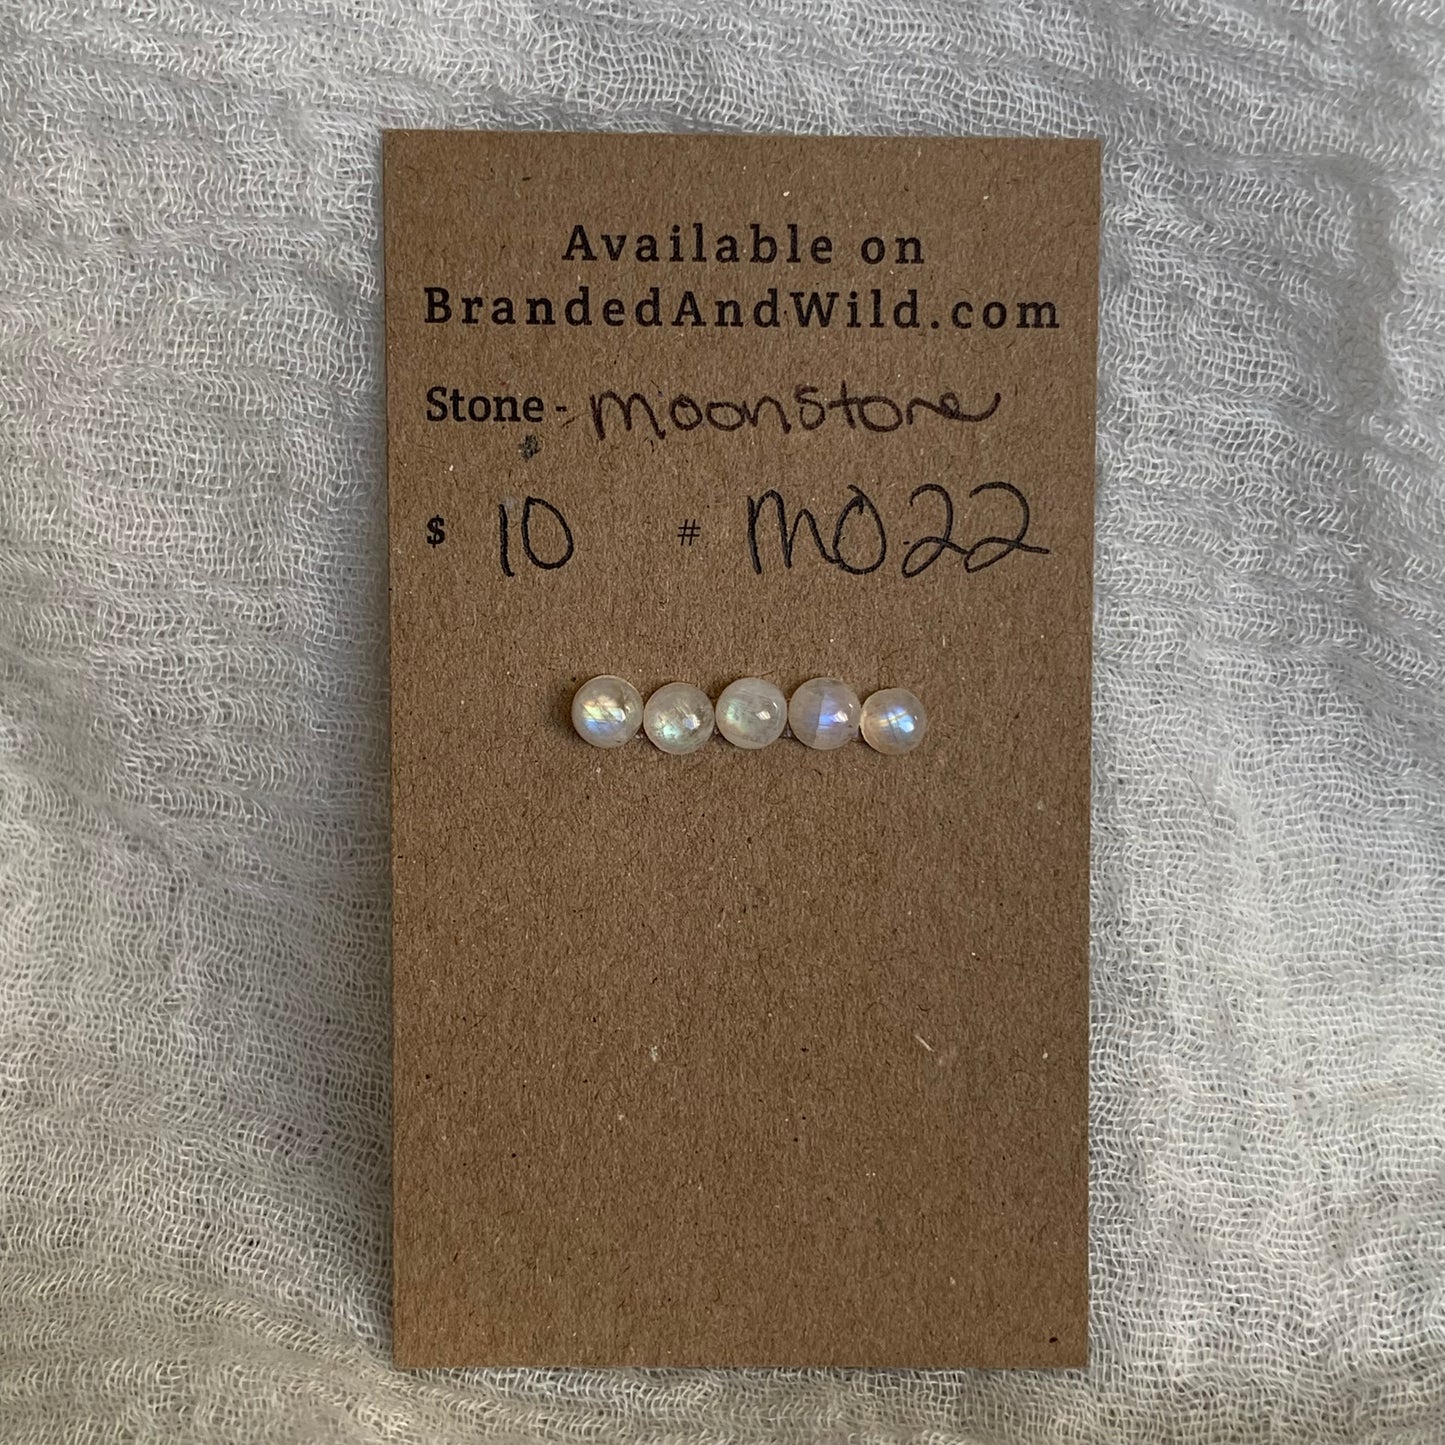 Available on
BrandedAndWild.com
Stone - moonstone
$ 10 # MO22